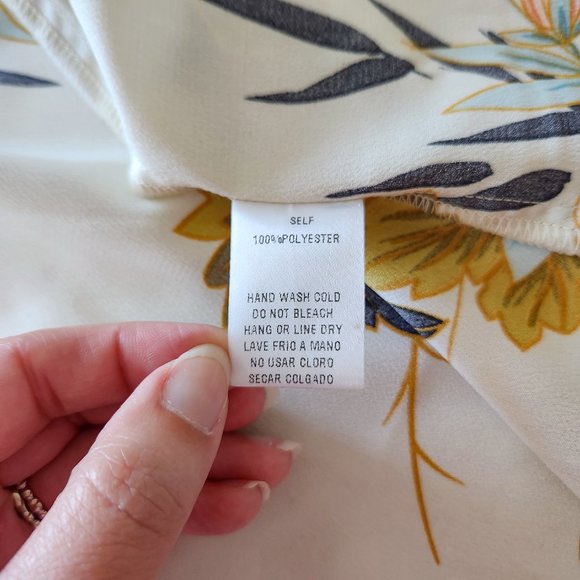 SELF
100%POLYESTER
HAND WASH COLD
DO NOT BLEACH
HANG OR LINE DRY
LAVE FRIO A MANO
NO USAR CLORO
SECAR COLGADO